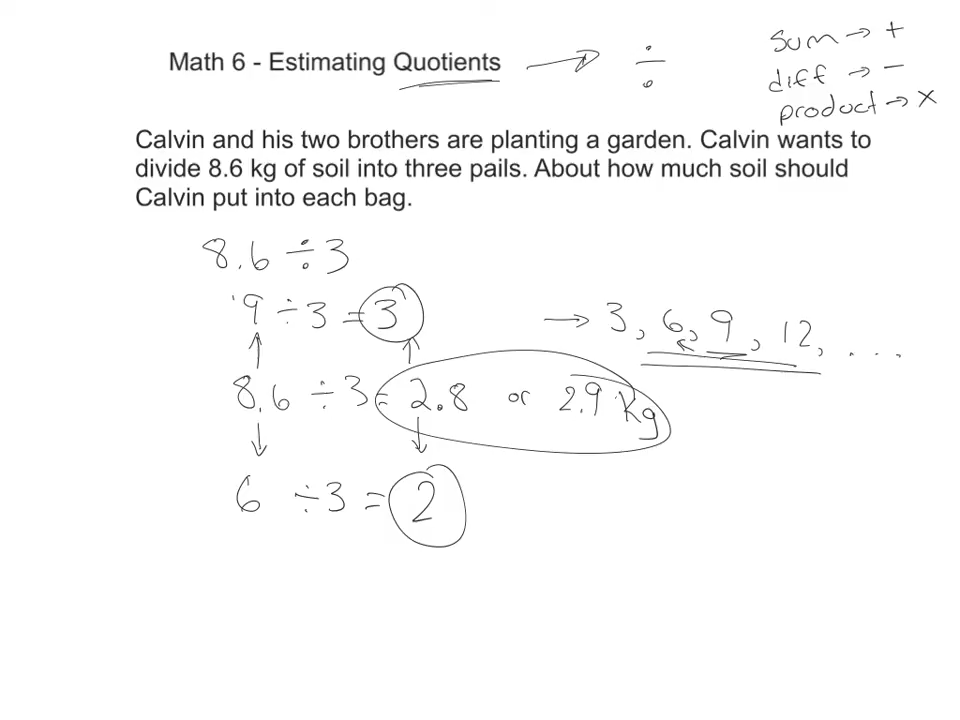 Math 6 - Estimating Quotients → ÷
sum → +
diff → -
product → x
Calvin and his two brothers are planting a garden. Calvin wants to
divide 8.6 kg of soil into three pails. About how much soil should
Calvin put into each bag.
8.6 ÷ 3
9 ÷ 3 = 3
→ 3, 6, 9, 12, ...
8.6 ÷ 3 = 2.8 or 2.9 kg
6 ÷ 3 = 2